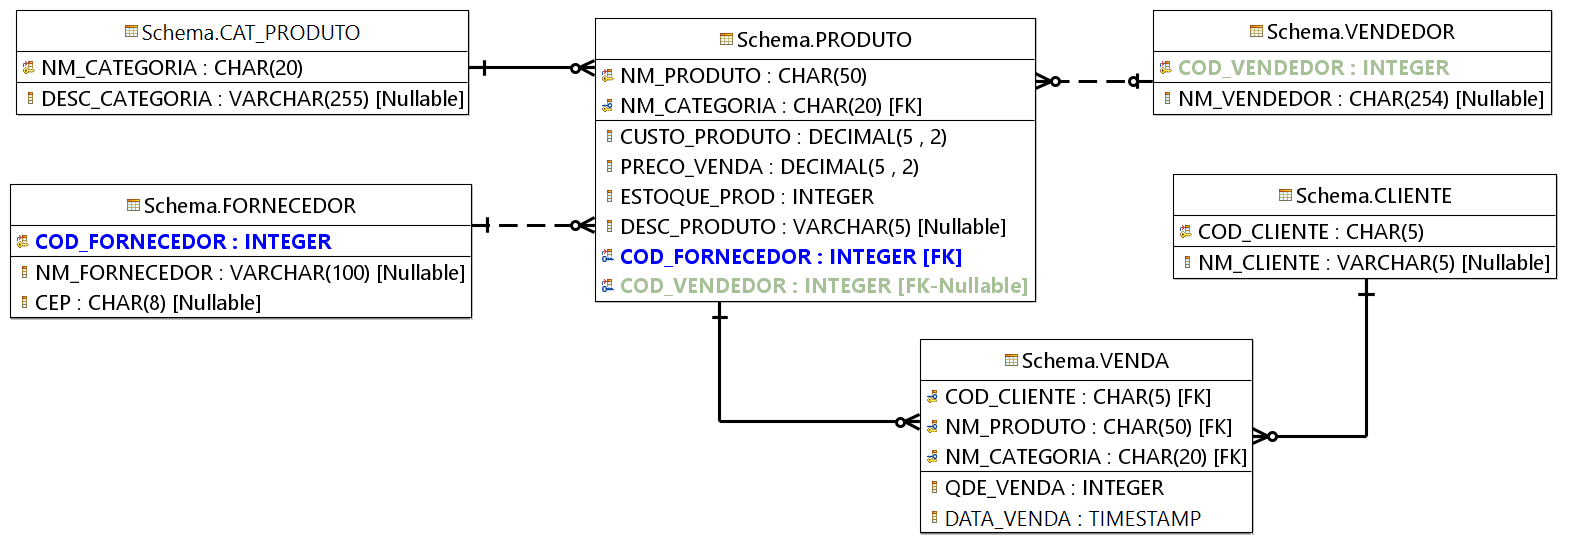 Schema.CAT_PRODUTO
NM_CATEGORIA : CHAR(20)
DESC_CATEGORIA : VARCHAR(255) [Nullable]
Schema.FORNECEDOR
COD_FORNECEDOR : INTEGER
NM_FORNECEDOR : VARCHAR(100) [Nullable]
CEP : CHAR(8) [Nullable]
Schema.PRODUTO
NM_PRODUTO : CHAR(50)
NM_CATEGORIA : CHAR(20) [FK]
CUSTO_PRODUTO : DECIMAL(5 , 2)
PRECO_VENDA : DECIMAL(5 , 2)
ESTOQUE_PROD : INTEGER
DESC_PRODUTO : VARCHAR(5) [Nullable]
COD_FORNECEDOR : INTEGER [FK]
COD_VENDEDOR : INTEGER [FK-Nullable]
Schema.VENDEDOR
COD_VENDEDOR : INTEGER
NM_VENDEDOR : CHAR(254) [Nullable]
Schema.CLIENTE
COD_CLIENTE : CHAR(5)
NM_CLIENTE : VARCHAR(5) [Nullable]
Schema.VENDA
COD_CLIENTE : CHAR(5) [FK]
NM_PRODUTO : CHAR(50) [FK]
NM_CATEGORIA : CHAR(20) [FK]
QDE_VENDA : INTEGER
DATA_VENDA : TIMESTAMP